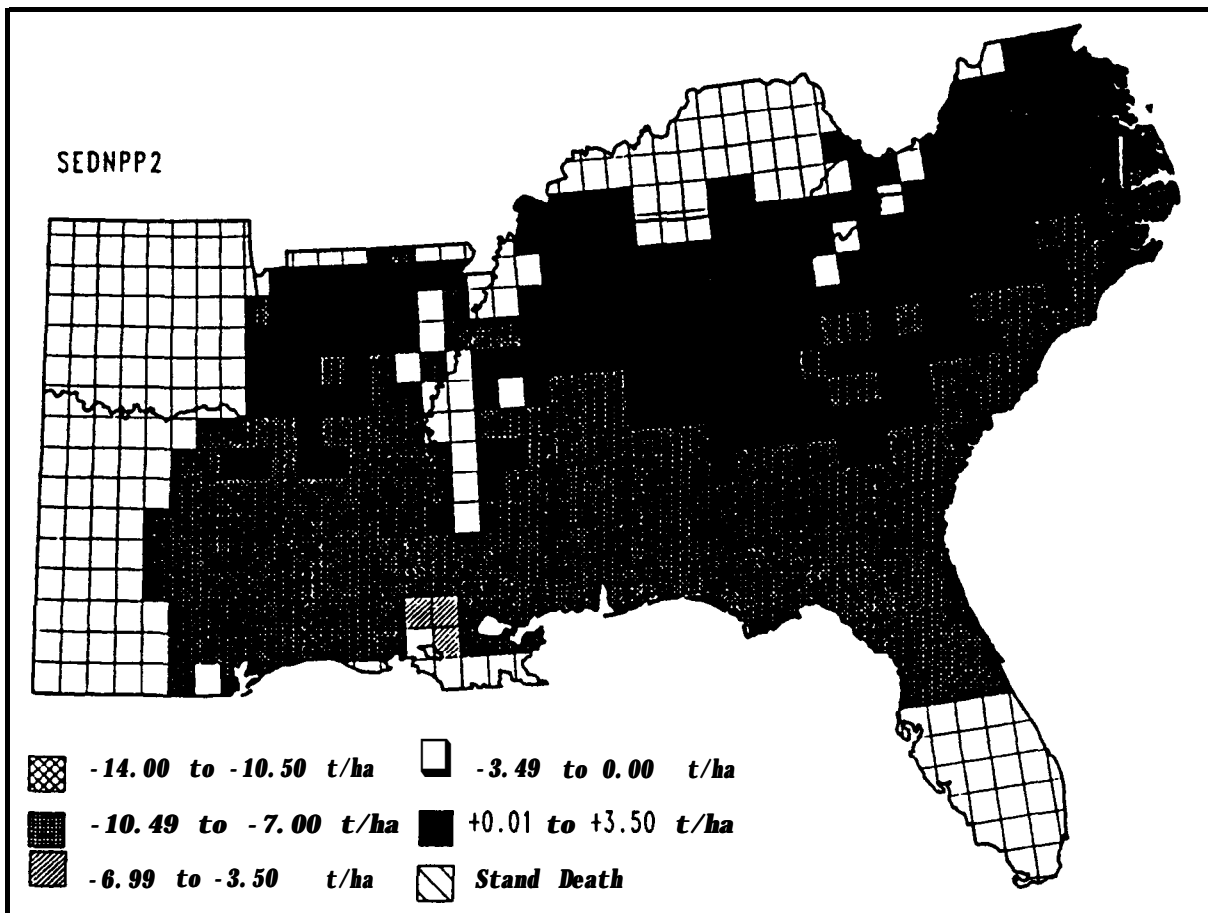 SEDNPP2
-14.00 to -10.50 t/ha
-3.49 to 0.00 t/ha
-10.49 to -7.00 t/ha
+0.01 to +3.50 t/ha
-6.99 to -3.50 t/ha
Stand Death